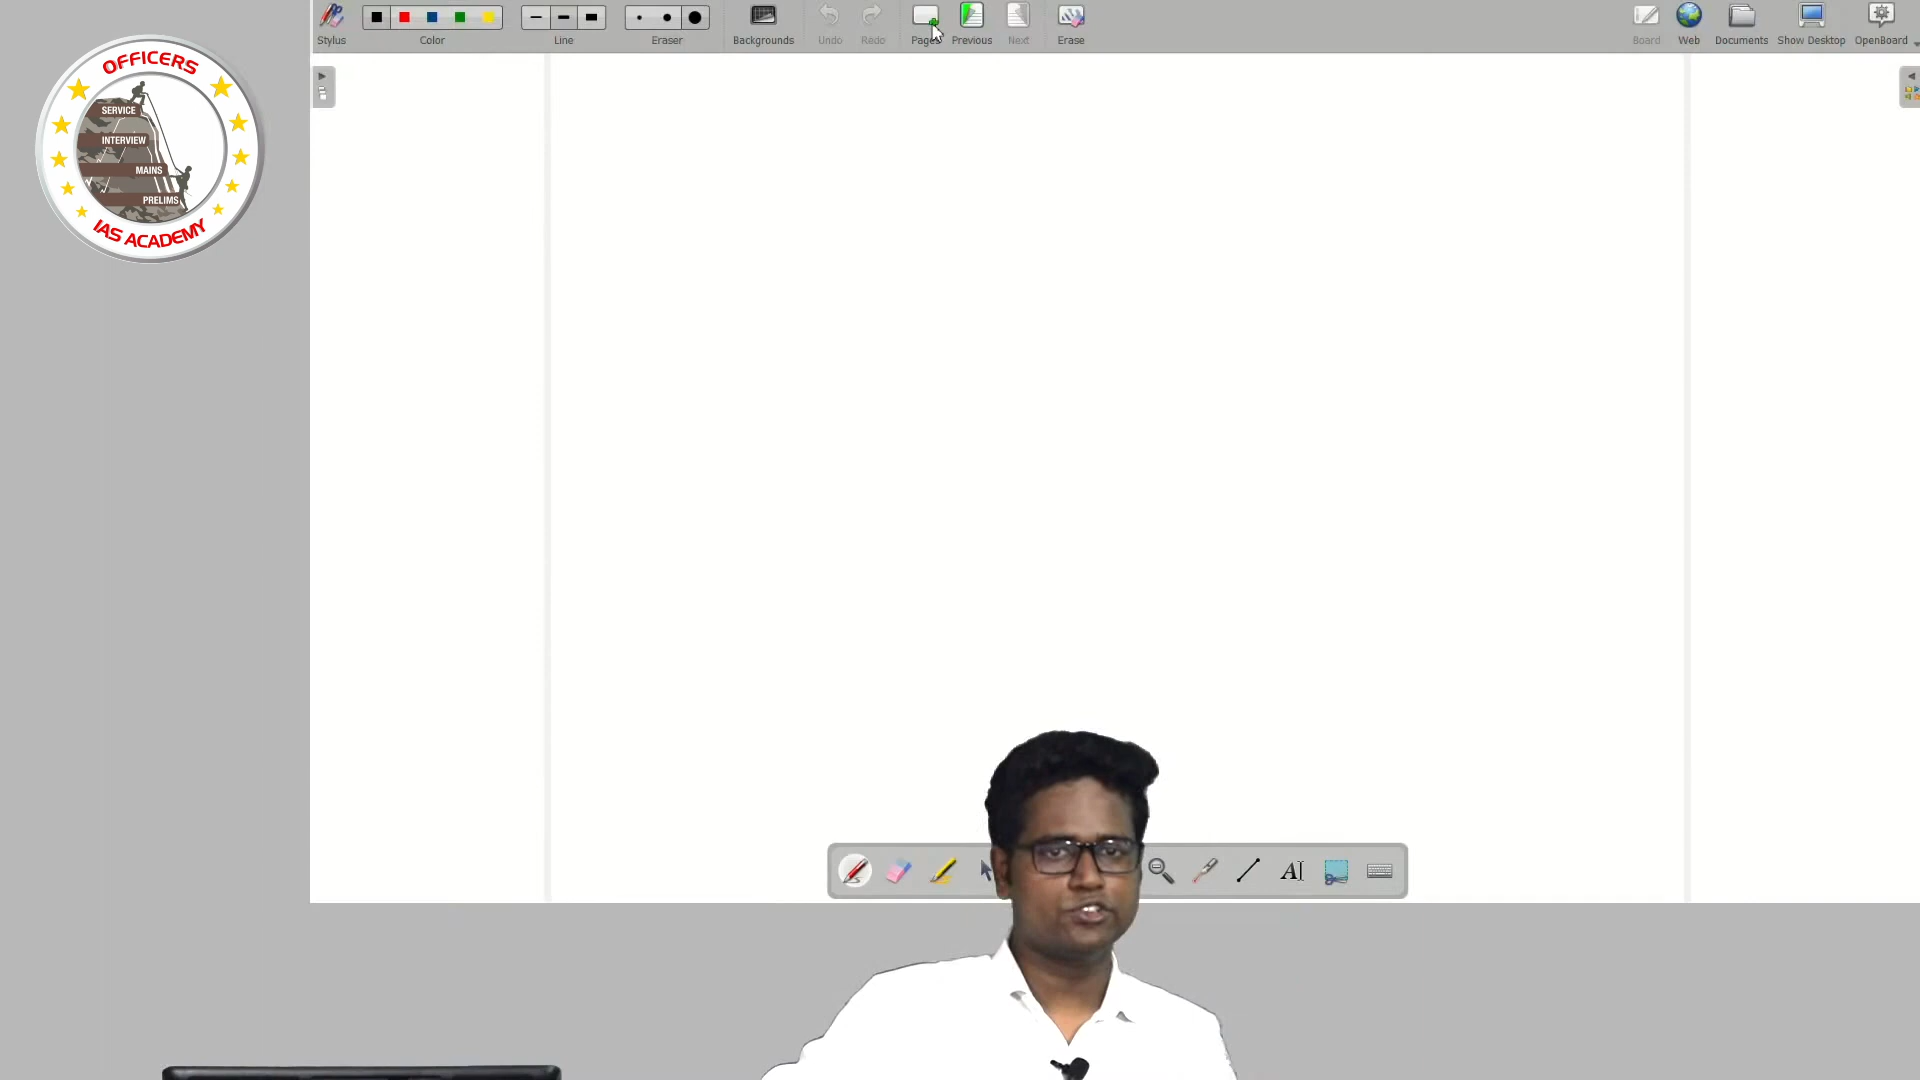 Stylus
Color
Line
Eraser
Backgrounds
Undo
Redo
Pages
Previous
Next
Erase
Board
Web
Documents
Show Desktop
OpenBoard
OFFICERS
SERVICE
INTERVIEW
MAINS
PRELIMS
IAS ACADEMY
AI